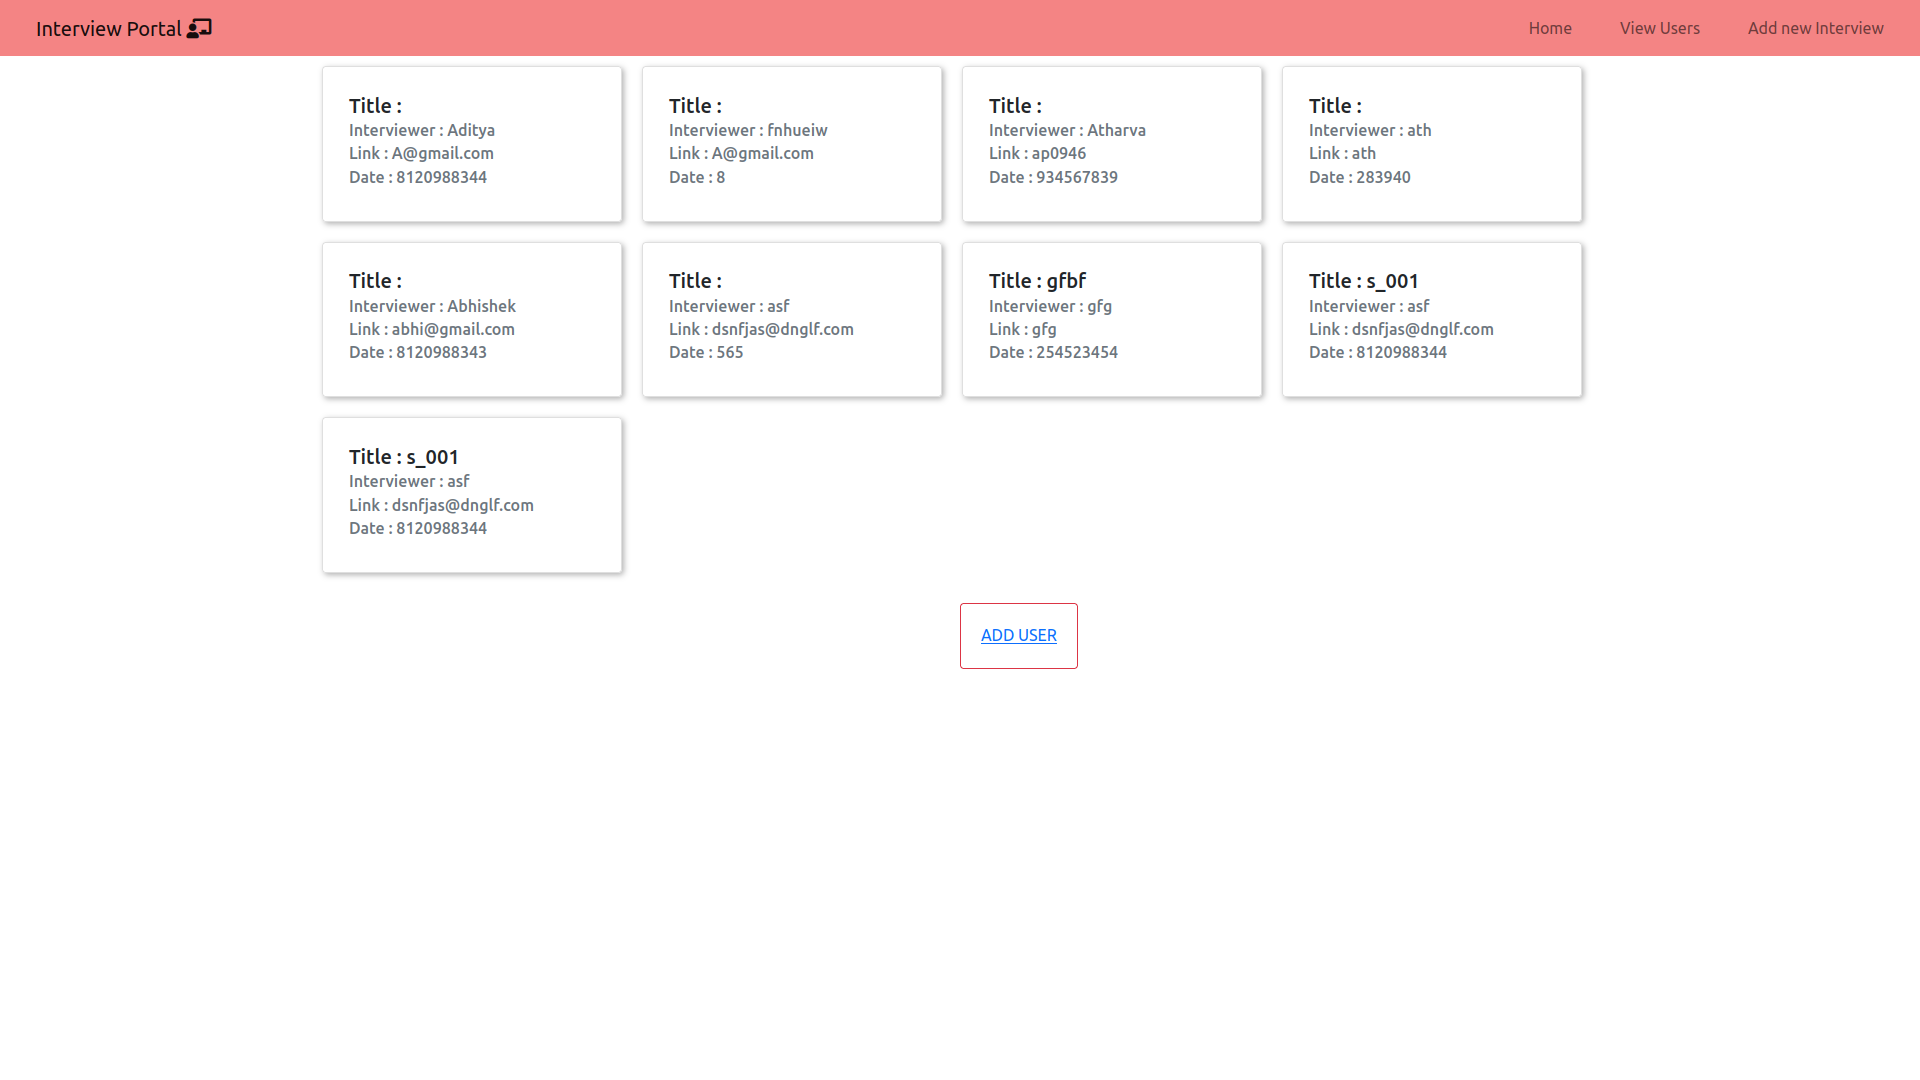 Interview Portal
Home
View Users
Add new Interview
Title :
Interviewer : Aditya
Link : A@gmail.com
Date : 8120988344
Title :
Interviewer : fnhueiw
Link : A@gmail.com
Date : 8
Title :
Interviewer : Atharva
Link : ap0946
Date : 934567839
Title :
Interviewer : ath
Link : ath
Date : 283940
Title :
Interviewer : Abhishek
Link : abhi@gmail.com
Date : 8120988343
Title :
Interviewer : asf
Link : dsnfjas@dnglf.com
Date : 565
Title : gfbf
Interviewer : gfg
Link : gfg
Date : 254523454
Title : s_001
Interviewer : asf
Link : dsnfjas@dnglf.com
Date : 8120988344
Title : s_001
Interviewer : asf
Link : dsnfjas@dnglf.com
Date : 8120988344
ADD USER